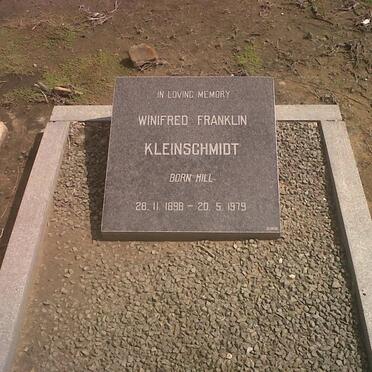 IN LOVING MEMORY
WINIFRED FRANKLIN
KLEINSCHMIDT
BORN HILL
28. 11. 1898 – 20. 5. 1979